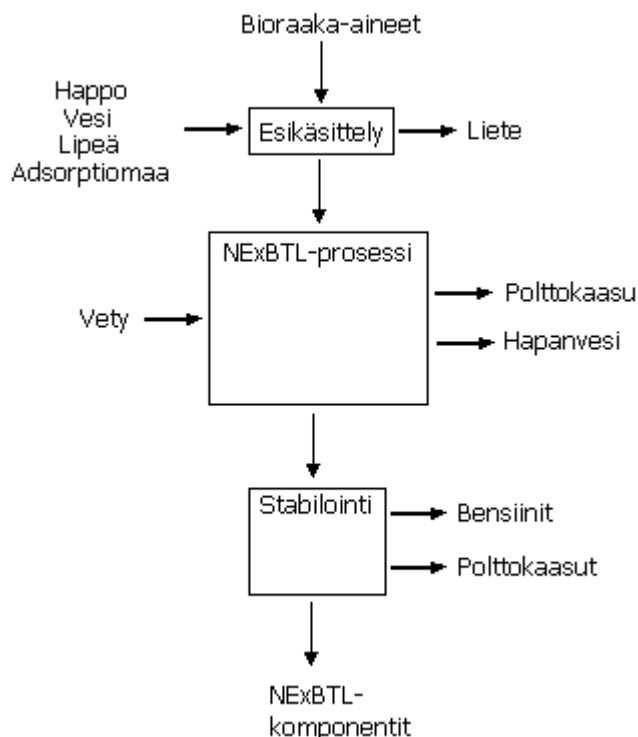 Bioraaka-aineet
Happo
Vesi
Lipeä
Adsorptiomaa
Esikäsittely
Liete
NExBTL-prosessi
Vety
Polttokaasu
Hapanvesi
Stabilointi
Bensiinit
Polttokaasut
NExBTL-
komponentit